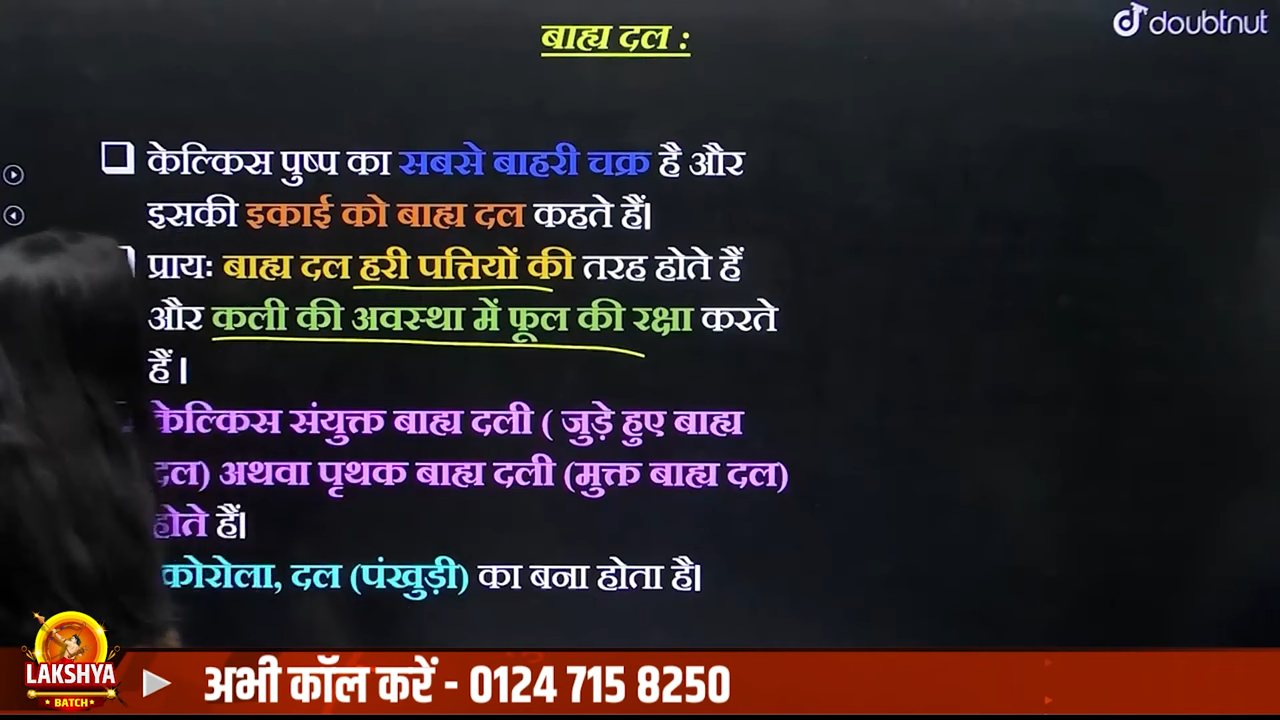 बाह्य दल :
doubtnut
केल्किस पुष्प का सबसे बाहरी चक्र है और
इसकी इकाई को बाह्य दल कहते हैं|
प्रायः बाह्य दल हरी पत्तियों की तरह होते हैं
और कली की अवस्था में फूल की रक्षा करते
हैं |
केल्किस संयुक्त बाह्य दली ( जुड़े हुए बाह्य
दल) अथवा पृथक बाह्य दली (मुक्त बाह्य दल)
होते हैं|
कोरोला, दल (पंखुड़ी) का बना होता है|
LAKSHYA
BATCH
अभी कॉल करें - 0124 715 8250